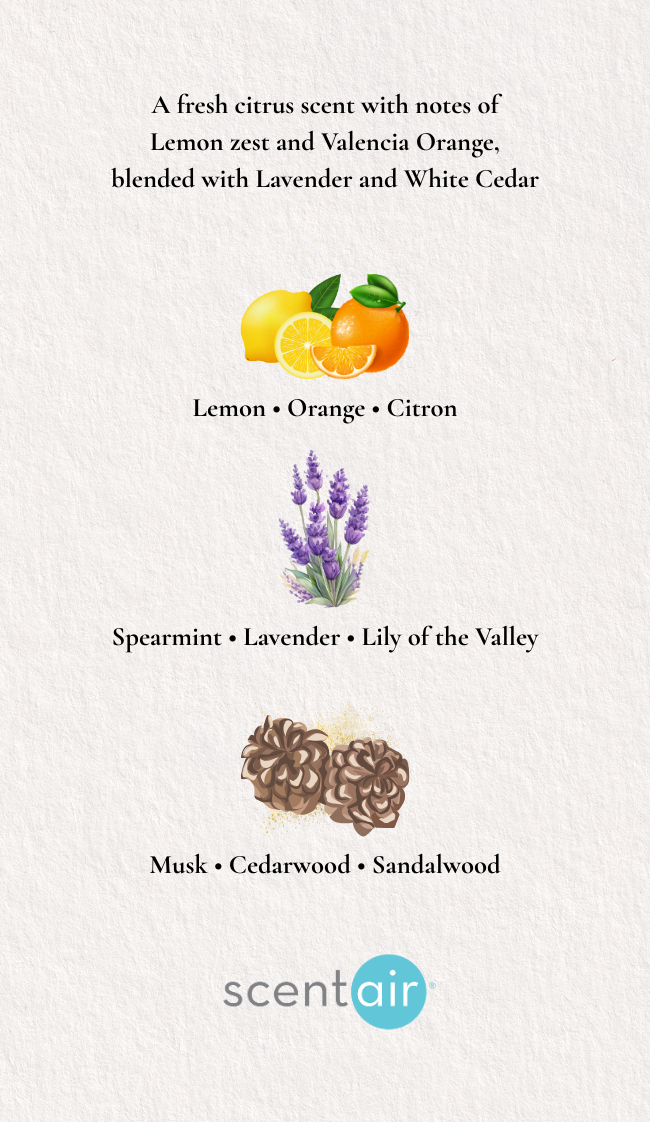 A fresh citrus scent with notes of
Lemon zest and Valencia Orange,
blended with Lavender and White Cedar
Lemon • Orange • Citron
Spearmint • Lavender • Lily of the Valley
Musk • Cedarwood • Sandalwood
scentair®